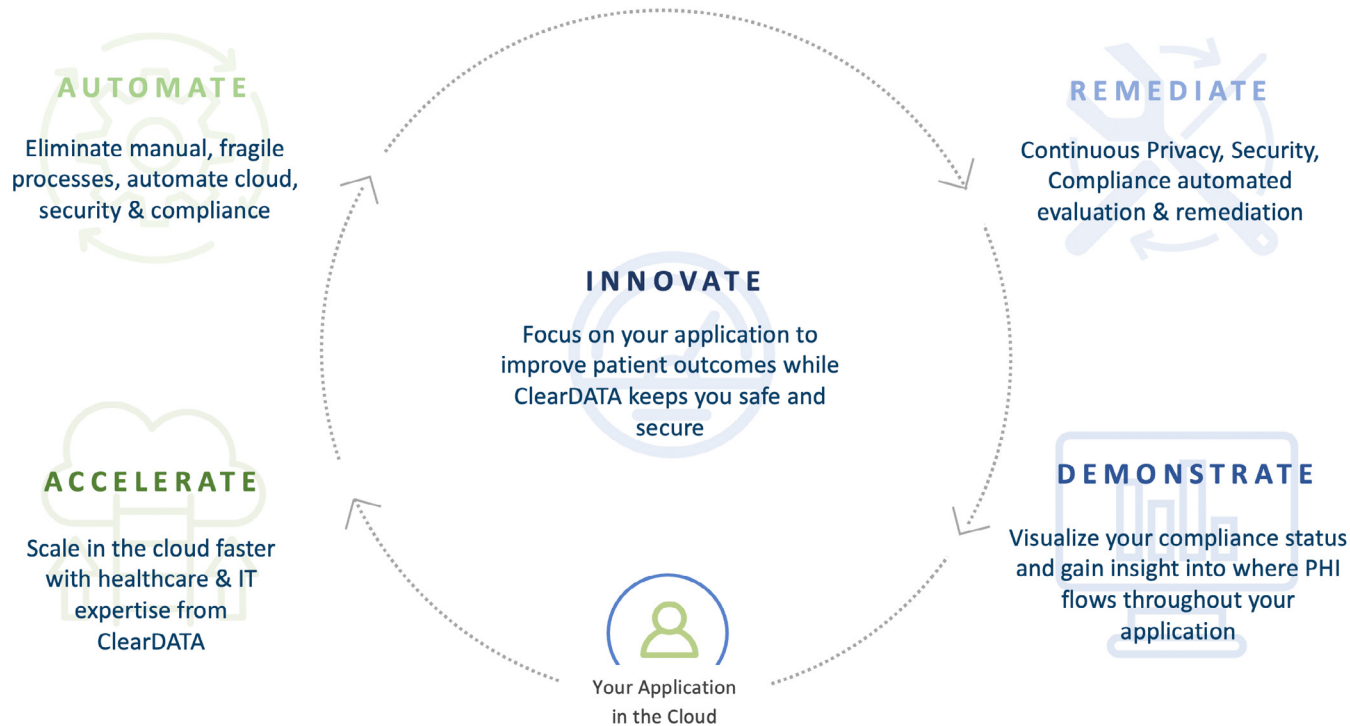 AUTOMATE
Eliminate manual, fragile
processes, automate cloud,
security & compliance
REMEDIATE
Continuous Privacy, Security,
Compliance automated
evaluation & remediation
INNOVATE
Focus on your application to
improve patient outcomes while
ClearDATA keeps you safe and
secure
ACCELERATE
Scale in the cloud faster
with healthcare & IT
expertise from
ClearDATA
DEMONSTRATE
Visualize your compliance status
and gain insight into where PHI
flows throughout your
application
Your Application
in the Cloud